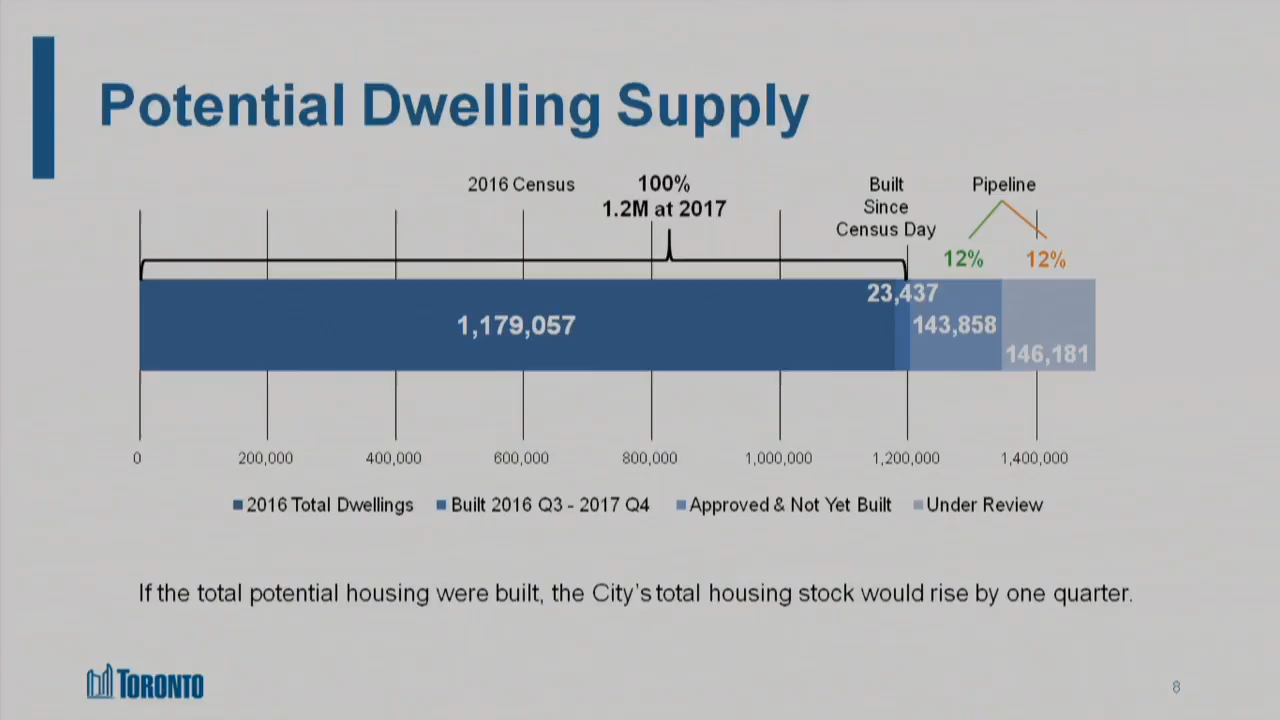 Potential Dwelling Supply
2016 Census
100%
1.2M at 2017
Built
Since
Census Day
Pipeline
12%
12%
1,179,057
23,437
143,858
146,181
0
200,000
400,000
600,000
800,000
1,000,000
1,200,000
1,400,000
2016 Total Dwellings
Built 2016 Q3 - 2017 Q4
Approved & Not Yet Built
Under Review
If the total potential housing were built, the City's total housing stock would rise by one quarter.
TORONTO
8